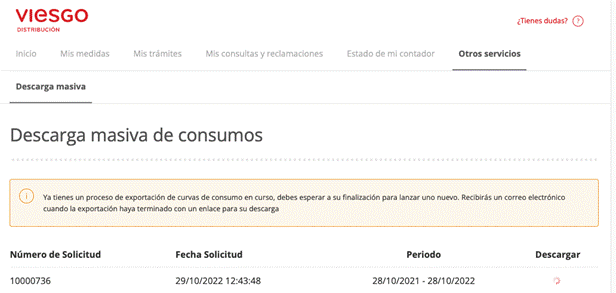 VIESGO
DISTRIBUCIÓN
¿Tienes dudas? ?
Inicio Mis medidas Mis trámites Mis consultas y reclamaciones Estado de mi contador Otros servicios
Descarga masiva
Descarga masiva de consumos
i Ya tienes un proceso de exportación de curvas de consumo en curso, debes esperar a su finalización para lanzar uno nuevo. Recibirás un correo electrónico
cuando la exportación haya terminado con un enlace para su descarga
Número de Solicitud Fecha Solicitud Periodo Descargar
10000736 29/10/2022 12:43:48 28/10/2021 - 28/10/2022